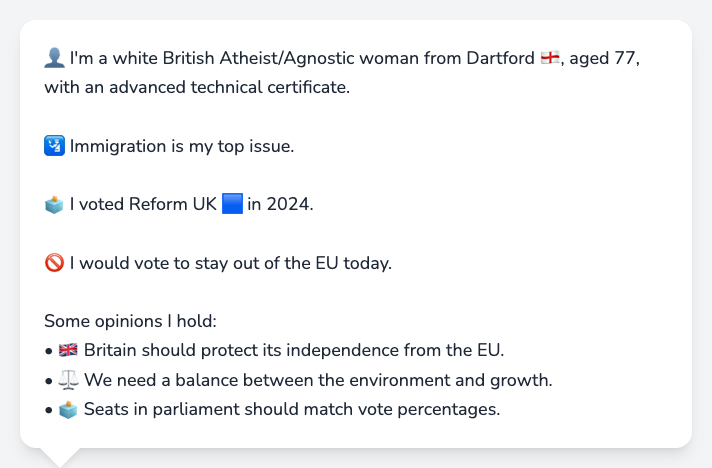 👤 I'm a white British Atheist/Agnostic woman from Dartford 🏴󠁧󠁢󠁥󠁮󠁧󠁿, aged 77,
with an advanced technical certificate.
🛂 Immigration is my top issue.
🗳️ I voted Reform UK 🟦 in 2024.
🚫 I would vote to stay out of the EU today.
Some opinions I hold:
• 🇬🇧 Britain should protect its independence from the EU.
• ⚖️ We need a balance between the environment and growth.
• 🗳️ Seats in parliament should match vote percentages.